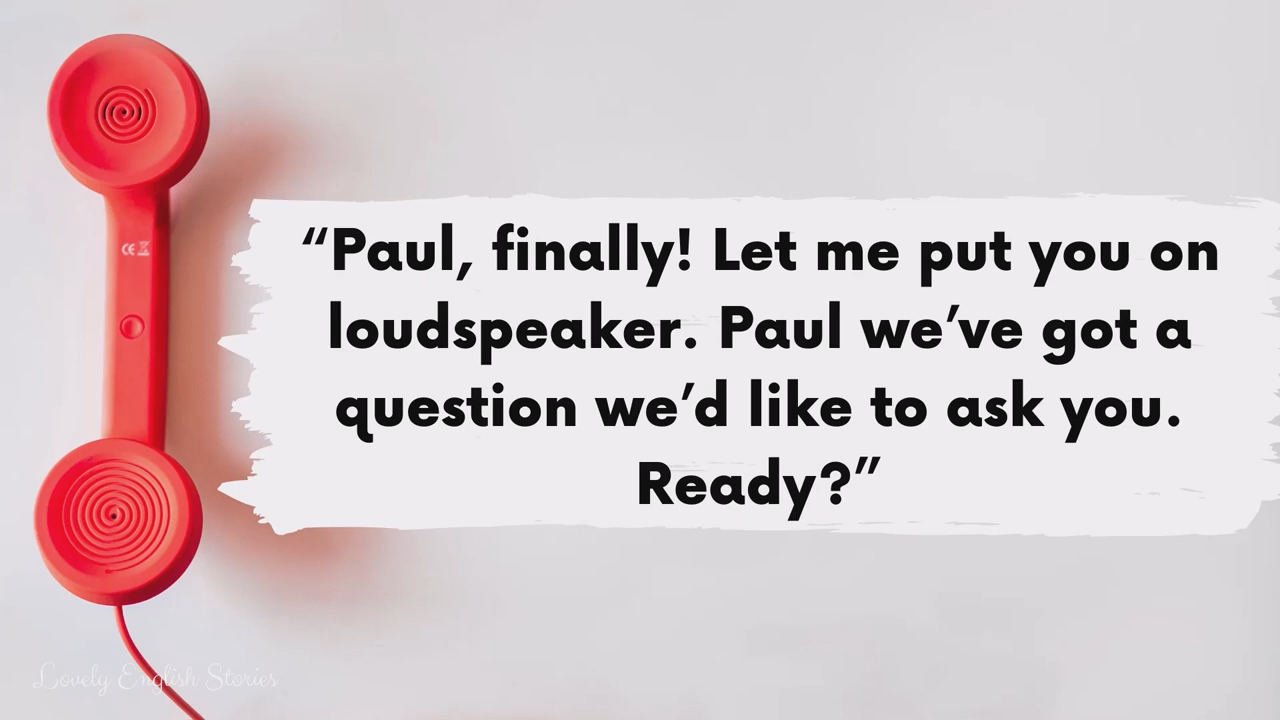 “Paul, finally! Let me put you on
loudspeaker. Paul we’ve got a
question we’d like to ask you.
Ready?”
CE
Lovely English Stories